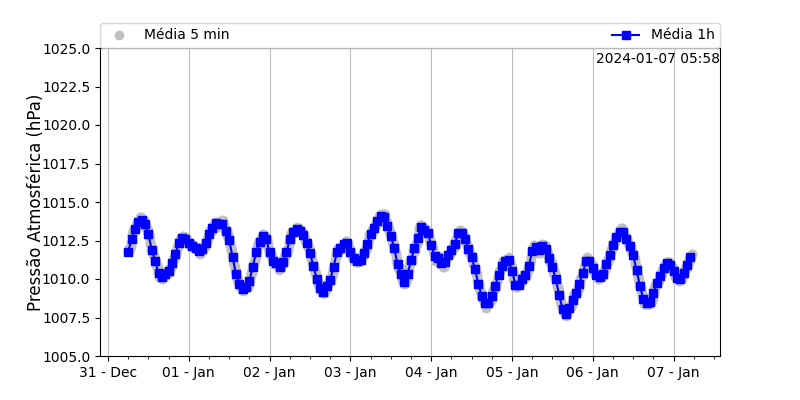 Média 5 min
Média 1h
2024-01-07 05:58
Pressão Atmosférica (hPa)
1025.0
1022.5
1020.0
1017.5
1015.0
1012.5
1010.0
1007.5
1005.0
31 - Dec
01 - Jan
02 - Jan
03 - Jan
04 - Jan
05 - Jan
06 - Jan
07 - Jan